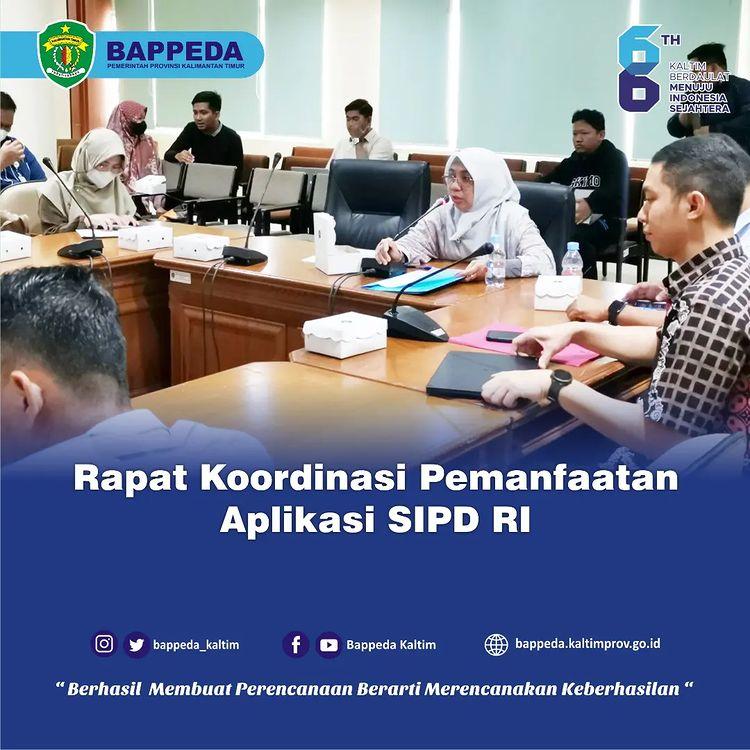 BAPPEDA
PEMERINTAH PROVINSI KALIMANTAN TIMUR
66TH
KALTIM
BERDAULAT
MENUJU
INDONESIA
SEJAHTERA
Rapat Koordinasi Pemanfaatan
Aplikasi SIPD RI
bappeda_kaltim
Bappeda Kaltim
bappeda.kaltimprov.go.id
“ Berhasil Membuat Perencanaan Berarti Merencanakan Keberhasilan “